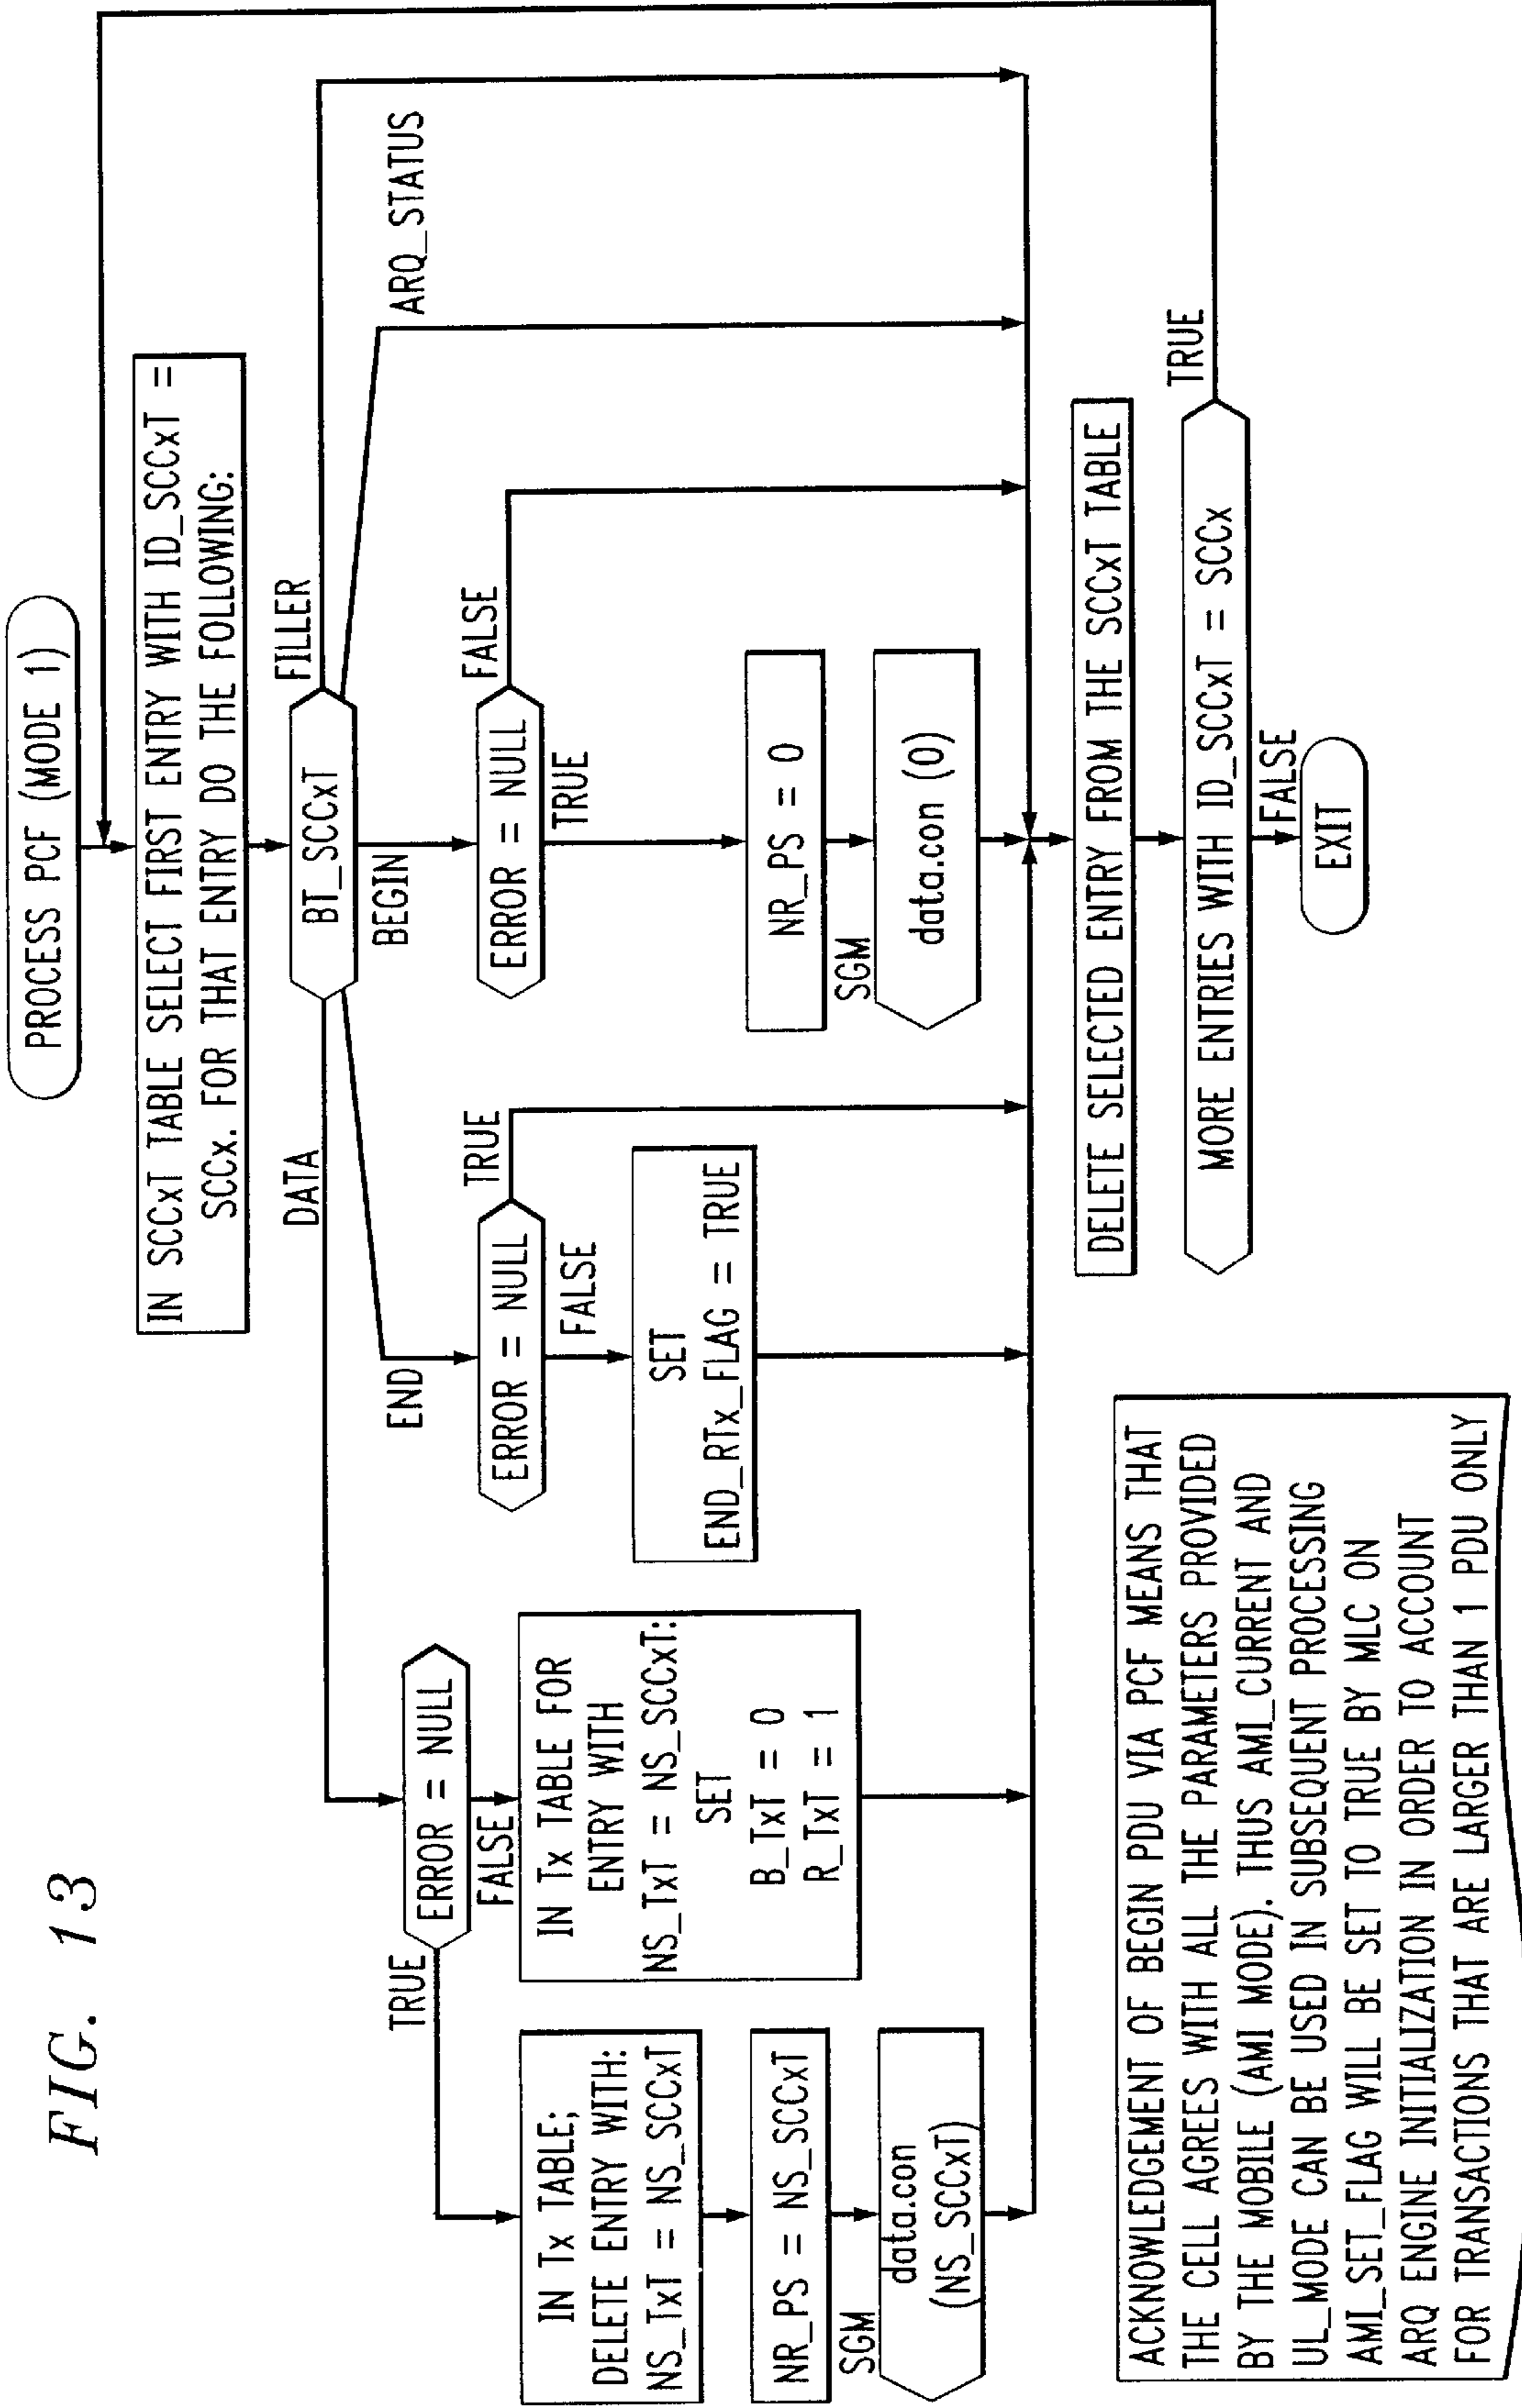 FIG. 13
PROCESS PCF (MODE 1)
IN SCCxT TABLE SELECT FIRST ENTRY WITH ID_SCCxT =
SCCx. FOR THAT ENTRY DO THE FOLLOWING:
BT_SCCxT
DATA
END
BEGIN
FILLER
ARQ_STATUS
ERROR = NULL
TRUE
FALSE
IN Tx TABLE;
DELETE ENTRY WITH:
NS_TxT = NS_SCCxT
NR_PS = NS_SCCxT
SGM
data.con
(NS_SCCxT)
IN Tx TABLE FOR
ENTRY WITH
NS_TxT = NS_SCCxT:
SET
B_TxT = 0
R_TxT = 1
ERROR = NULL
TRUE
FALSE
SET
END_RTx_FLAG = TRUE
ERROR = NULL
FALSE
TRUE
NR_PS = 0
SGM
data.con (0)
DELETE SELECTED ENTRY FROM THE SCCxT TABLE
MORE ENTRIES WITH ID_SCCxT = SCCx
TRUE
FALSE
EXIT
ACKNOWLEDGEMENT OF BEGIN PDU VIA PCF MEANS THAT
THE CELL AGREES WITH ALL THE PARAMETERS PROVIDED
BY THE MOBILE (AMI MODE). THUS AMI_CURRENT AND
UL_MODE CAN BE USED IN SUBSEQUENT PROCESSING
AMI_SET_FLAG WILL BE SET TO TRUE BY MLC ON
ARQ ENGINE INITIALIZATION IN ORDER TO ACCOUNT
FOR TRANSACTIONS THAT ARE LARGER THAN 1 PDU ONLY